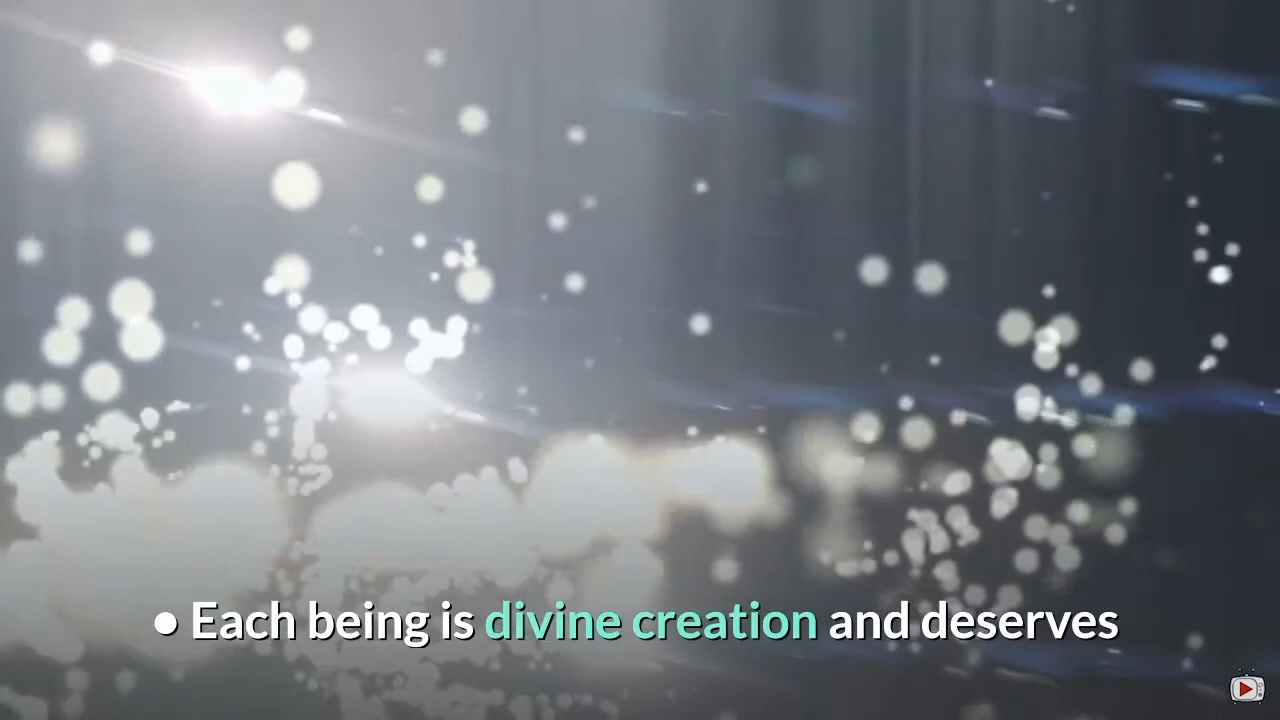 • Each being is divine creation and deserves